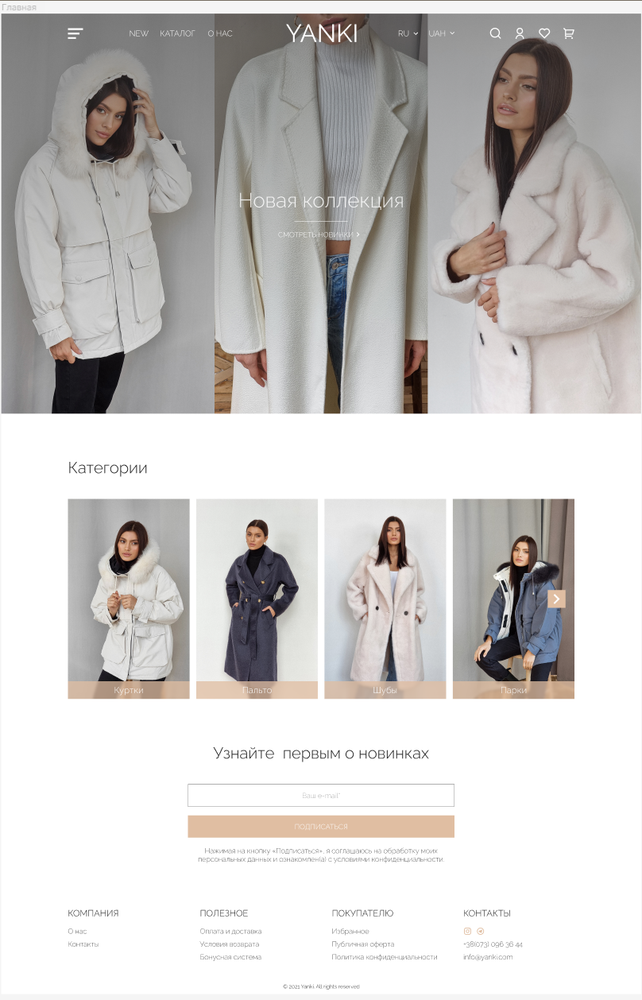 Главная
NEW КАТАЛОГ О НАС YANKI RU UAH
Новая коллекция
СМОТРЕТЬ НОВИНКИ
Категории
Куртки Пальто Шубы Парки
Узнайте первым о новинках
Ваш e-mail*
ПОДПИСАТЬСЯ
Нажимая на кнопку «Подписаться», я соглашаюсь на обработку моих
персональных данных и ознакомлен(а) с условиями конфиденциальности.
КОМПАНИЯ ПОЛЕЗНОЕ ПОКУПАТЕЛЮ КОНТАКТЫ
О нас Оплата и доставка Избранное
Контакты Условия возврата Публичная оферта +38(073) 096 36 44
Бонусная система Политика конфиденциальности info@yanki.com
© 2021 Yanki. All rights reserved